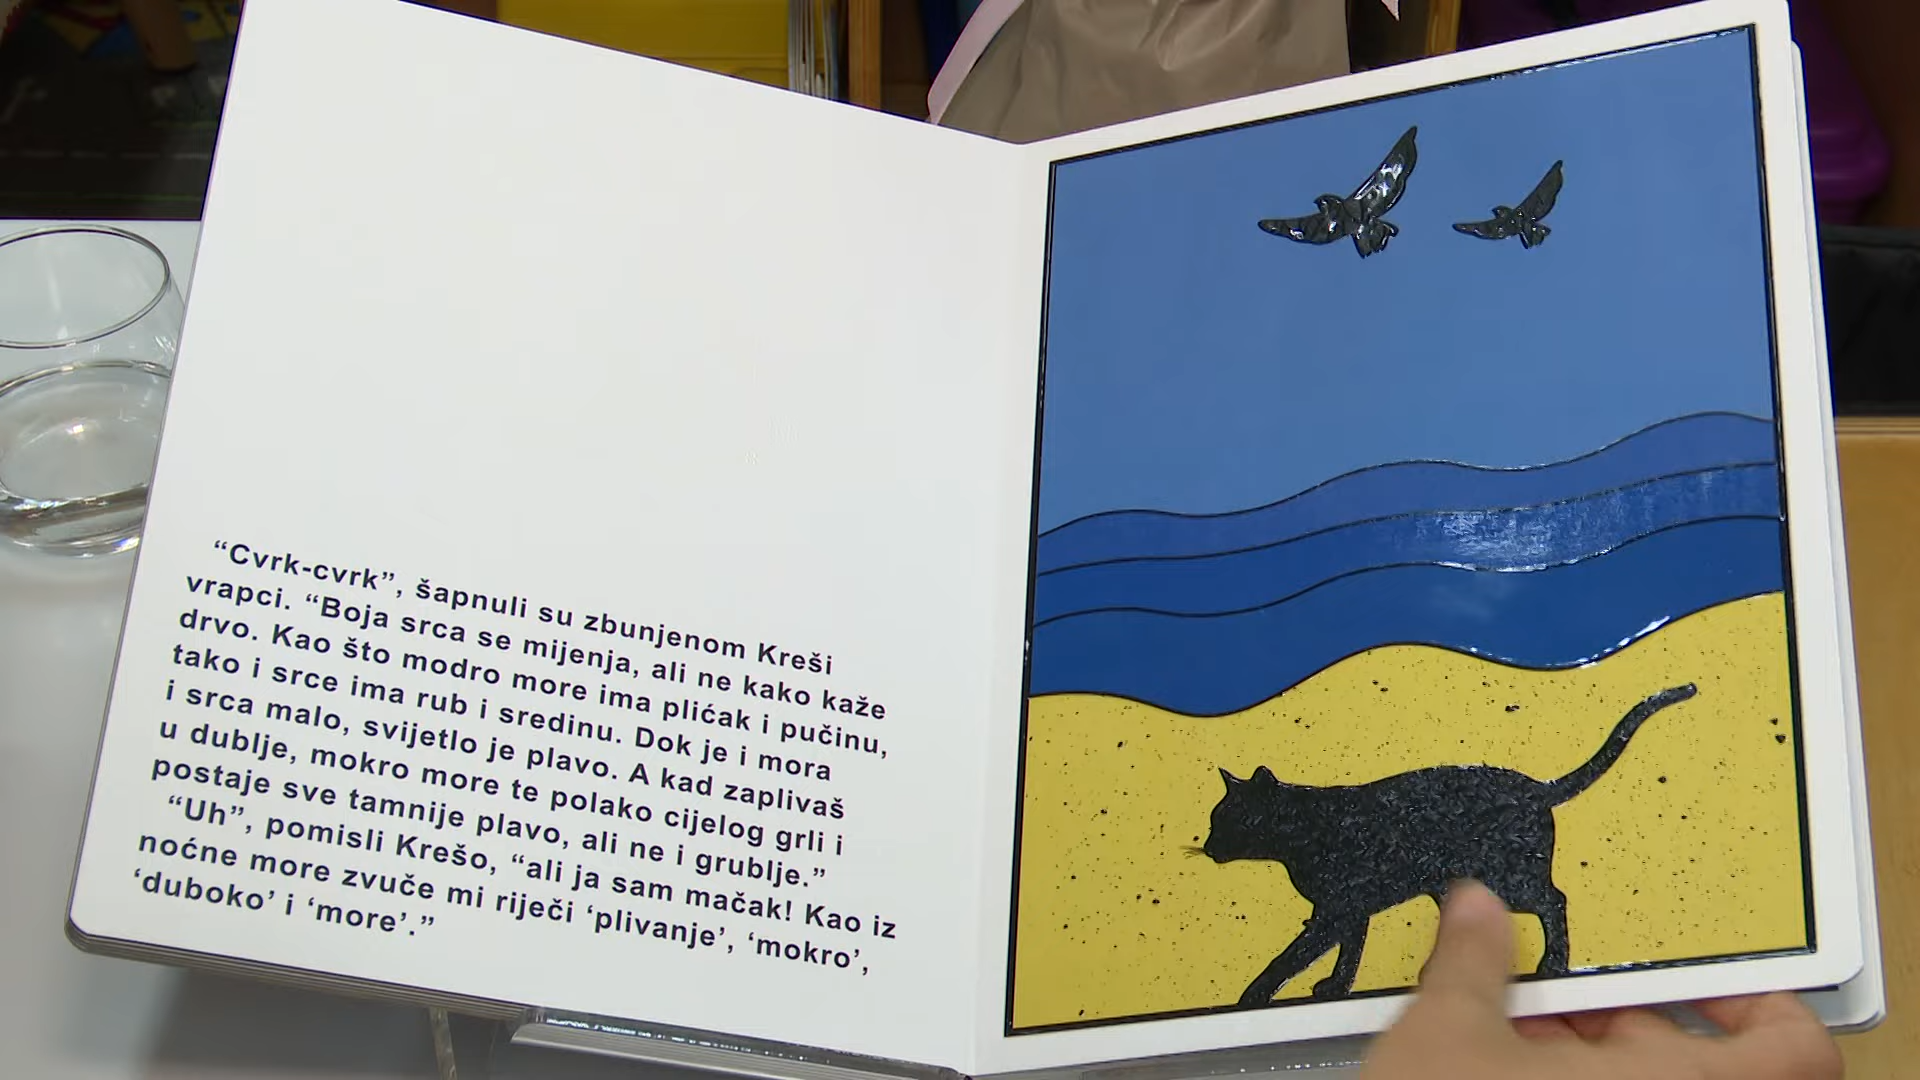 “Cvrk-cvrk”, šapnuli su zbunjenom Kreši
vrapci. “Boja srca se mijenja, ali ne kako kaže
drvo. Kao što modro more ima plićak i pučinu,
tako i srce ima rub i sredinu. Dok je i mora
i srca malo, svijetlo je plavo. A kad zaplivaš
u dublje, mokro more te polako cijelog grli i
postaje sve tamnije plavo, ali ne i grublje.”
“Uh”, pomisli Krešo, “ali ja sam mačak! Kao iz
noćne more zvuče mi riječi ‘plivanje’, ‘mokro’,
‘duboko’ i ‘more’.”